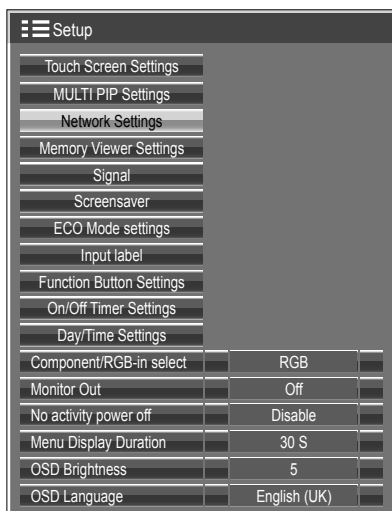 Setup
Touch Screen Settings
MULTI PIP Settings
Network Settings
Memory Viewer Settings
Signal
Screensaver
ECO Mode settings
Input label
Function Button Settings
On/Off Timer Settings
Day/Time Settings
Component/RGB-in select RGB
Monitor Out Off
No activity power off Disable
Menu Display Duration 30 S
OSD Brightness 5
OSD Language English (UK)